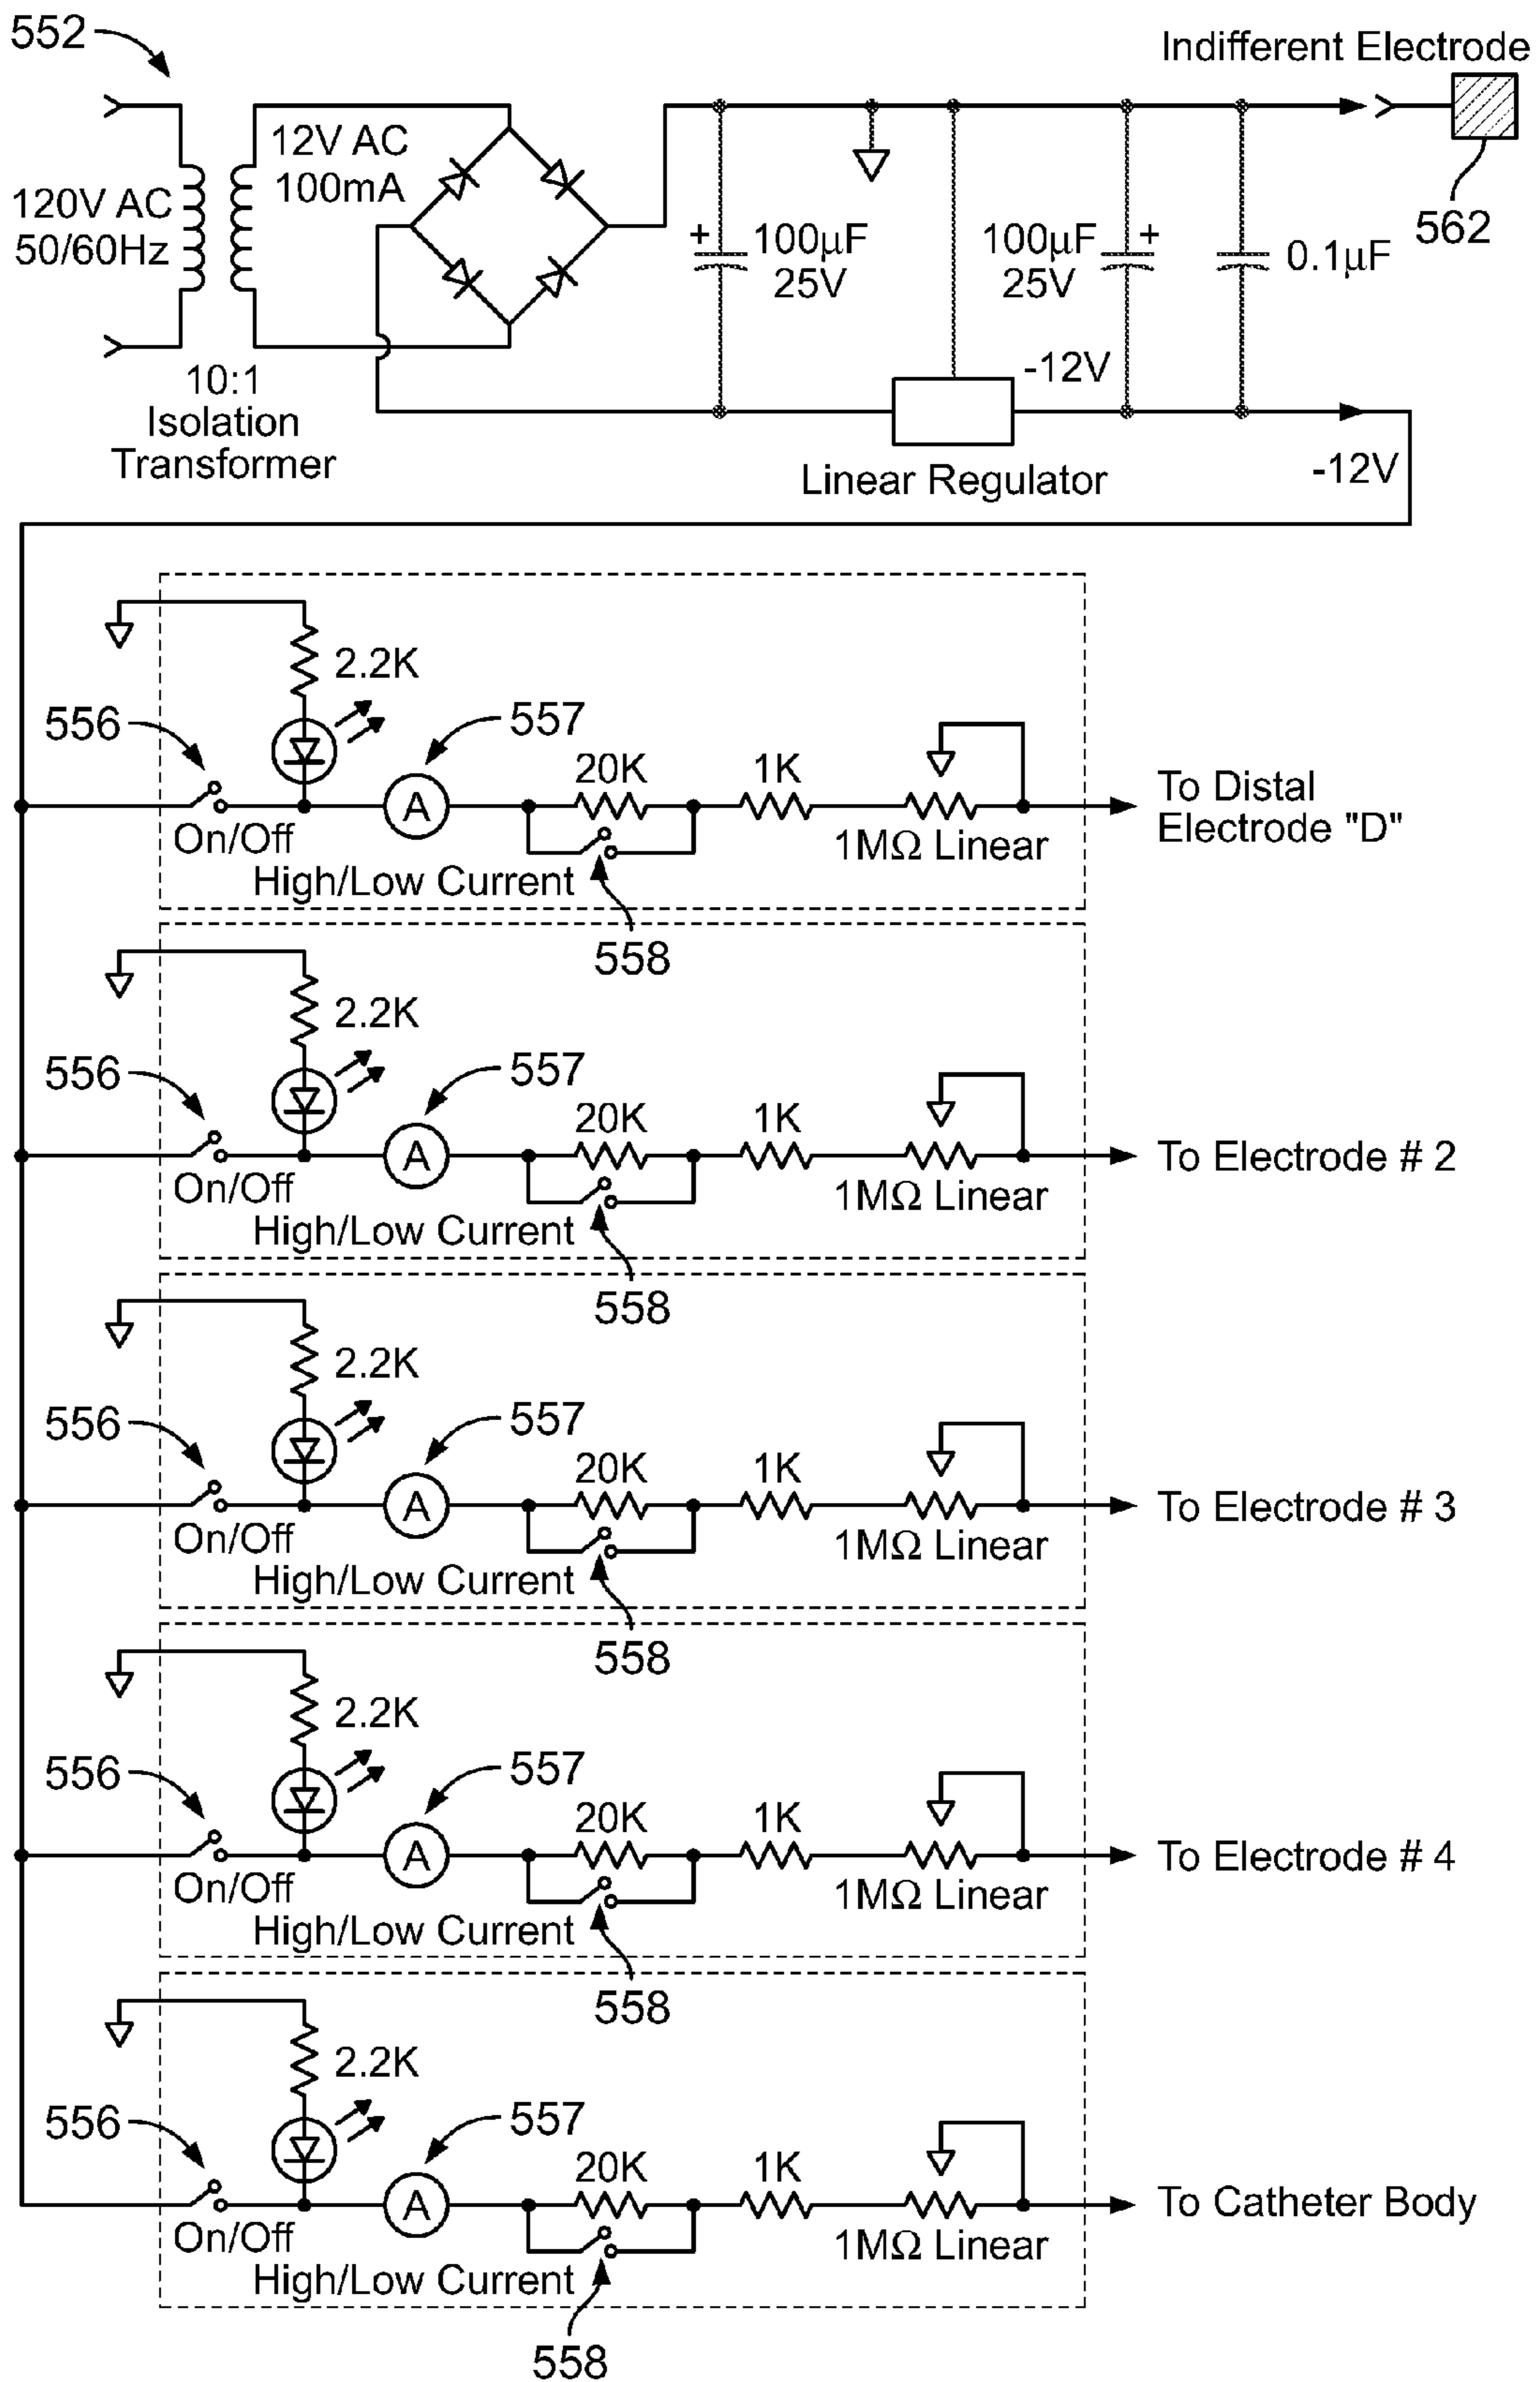 552
Indifferent Electrode
12V AC
100mA
120V AC
50/60Hz
562
+
100µF
25V
100µF
25V
+
0.1µF
-12V
10:1
Isolation
Transformer
Linear Regulator
-12V
2.2K
556
557
20K
1K
A
To Distal
Electrode "D"
On/Off
1MΩ Linear
High/Low Current
558
2.2K
556
557
20K
1K
A
To Electrode # 2
On/Off
1MΩ Linear
High/Low Current
558
2.2K
556
557
20K
1K
A
To Electrode # 3
On/Off
1MΩ Linear
High/Low Current
558
2.2K
556
557
20K
1K
A
To Electrode # 4
On/Off
1MΩ Linear
High/Low Current
558
2.2K
556
557
20K
1K
A
To Catheter Body
On/Off
1MΩ Linear
High/Low Current
558